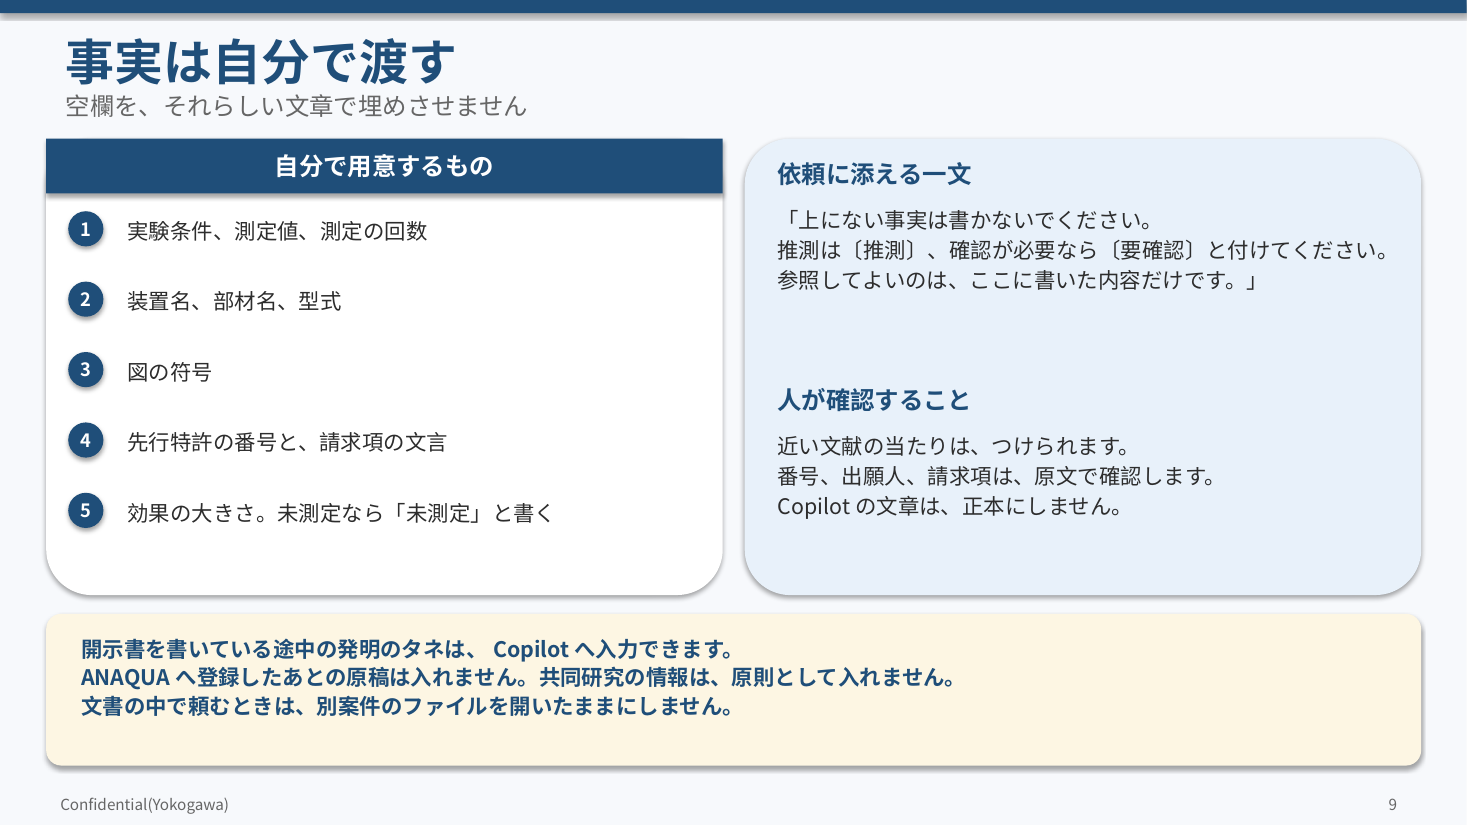 事実は自分で渡す
空欄を、それらしい文章で埋めさせません
自分で用意するもの
1 実験条件、測定値、測定の回数
2 装置名、部材名、型式
3 図の符号
4 先行特許の番号と、請求項の文言
5 効果の大きさ。未測定なら「未測定」と書く
依頼に添える一文
「上にない事実は書かないでください。
推測は〔推測〕、確認が必要なら〔要確認〕と付けてください。
参照してよいのは、ここに書いた内容だけです。」
人が確認すること
近い文献の当たりは、つけられます。
番号、出願人、請求項は、原文で確認します。
Copilot の文章は、正本にしません。
開示書を書いている途中の発明のタネは、 Copilot へ入力できます。
ANAQUA へ登録したあとの原稿は入れません。共同研究の情報は、原則として入れません。
文書の中で頼むときは、別案件のファイルを開いたままにしません。
Confidential(Yokogawa)
9